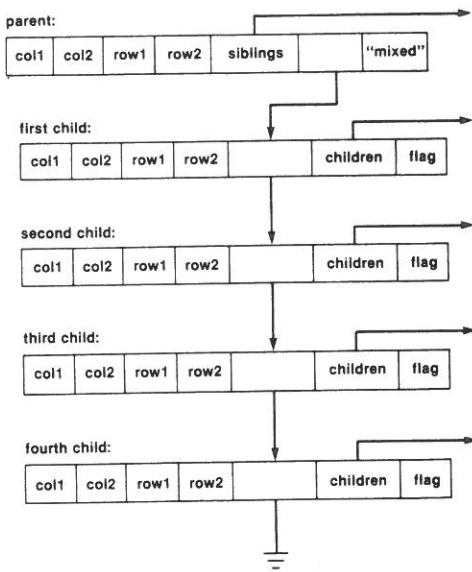 parent:
col1 col2 row1 row2 siblings “mixed”
first child:
col1 col2 row1 row2 children flag
second child:
col1 col2 row1 row2 children flag
third child:
col1 col2 row1 row2 children flag
fourth child:
col1 col2 row1 row2 children flag